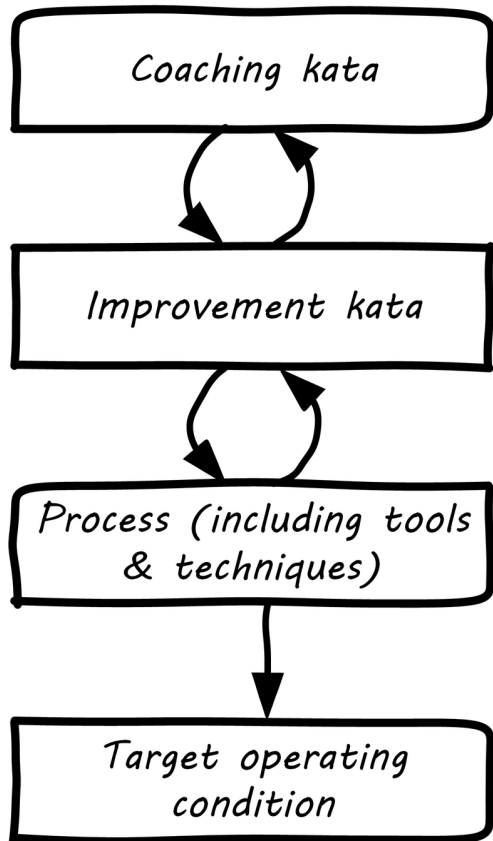 Coaching kata
Improvement kata
Process (including tools
& techniques)
Target operating
condition